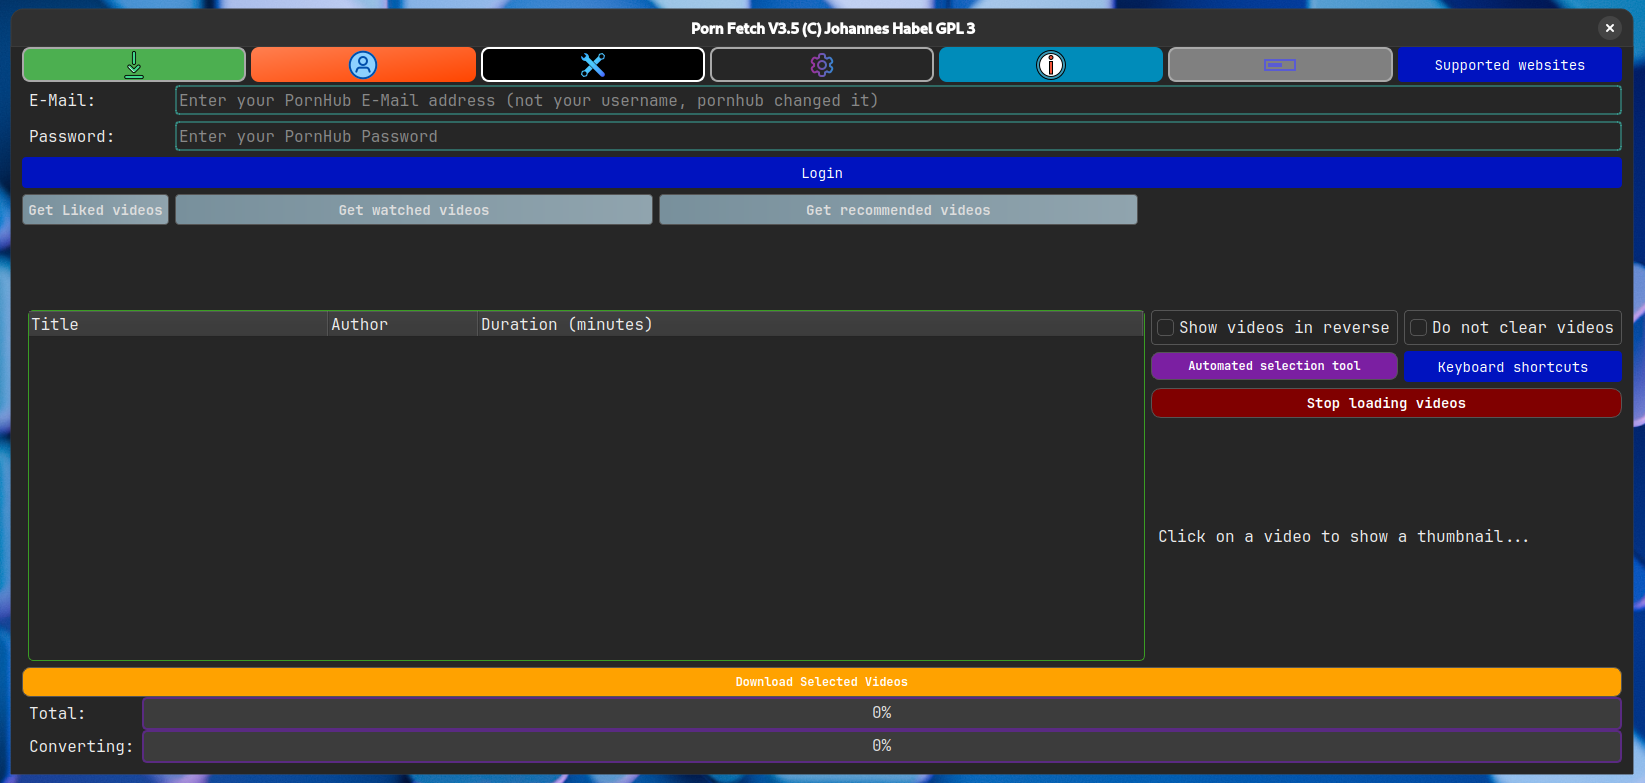 Porn Fetch V3.5 (C) Johannes Habel GPL 3
Supported websites
E-Mail: Enter your PornHub E-Mail address (not your username, pornhub changed it)
Password: Enter your PornHub Password
Login
Get Liked videos Get watched videos Get recommended videos
Title Author Duration (minutes)
Show videos in reverse Do not clear videos
Automated selection tool Keyboard shortcuts
Stop loading videos
Click on a video to show a thumbnail...
Download Selected Videos
Total: 0%
Converting: 0%